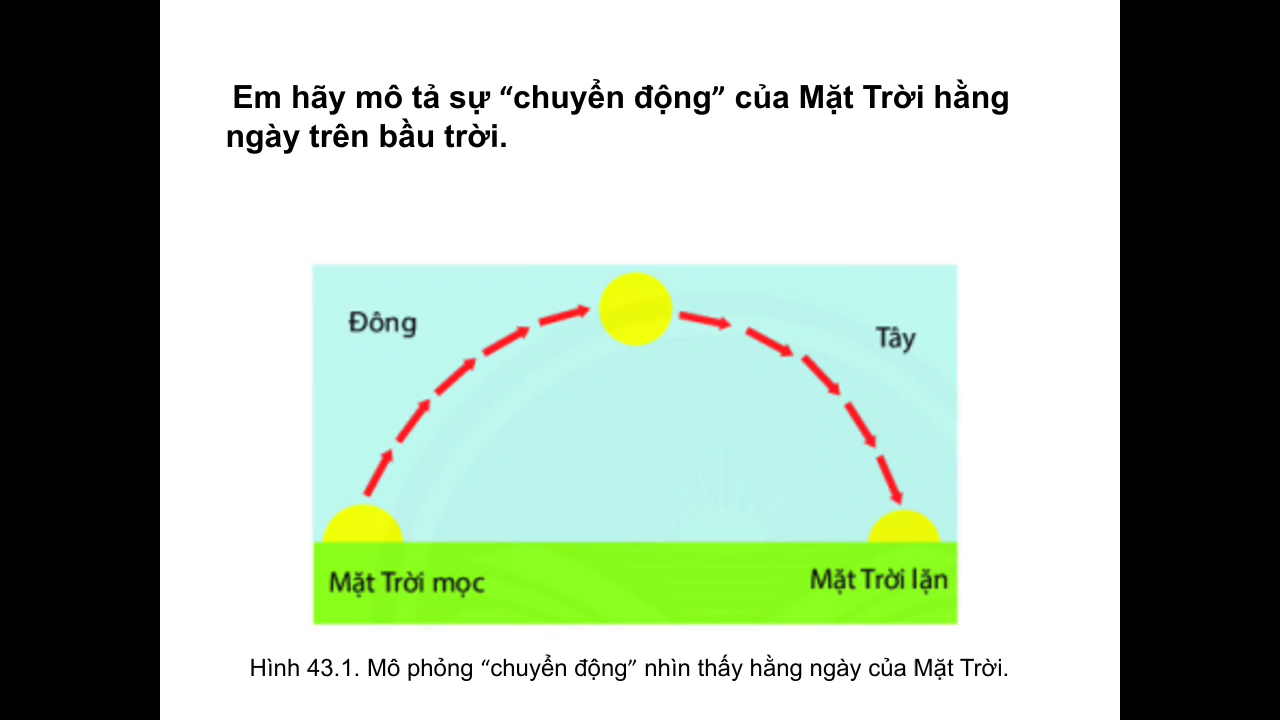 Em hãy mô tả sự “chuyển động” của Mặt Trời hằng
ngày trên bầu trời.
Đông
Tây
Mặt Trời mọc
Mặt Trời lặn
Hình 43.1. Mô phỏng “chuyển động” nhìn thấy hằng ngày của Mặt Trời.